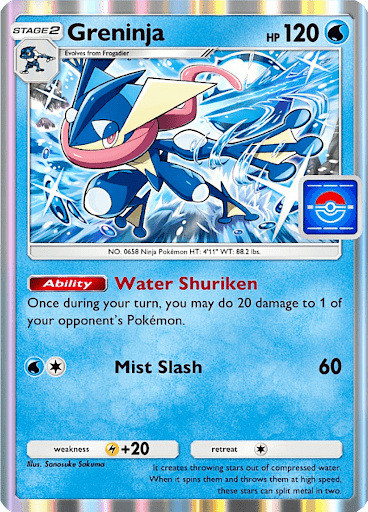 STAGE2 Greninja HP 120
Evolves from Frogadier
NO. 0658 Ninja Pokémon HT: 4'11" WT: 88.2 lbs.
Ability Water Shuriken
Once during your turn, you may do 20 damage to 1 of
your opponent's Pokémon.
Mist Slash 60
weakness +20 retreat
Illus. Sanosuke Sakuma
It creates throwing stars out of compressed water.
When it spins them and throws them at high speed,
these stars can split metal in two.